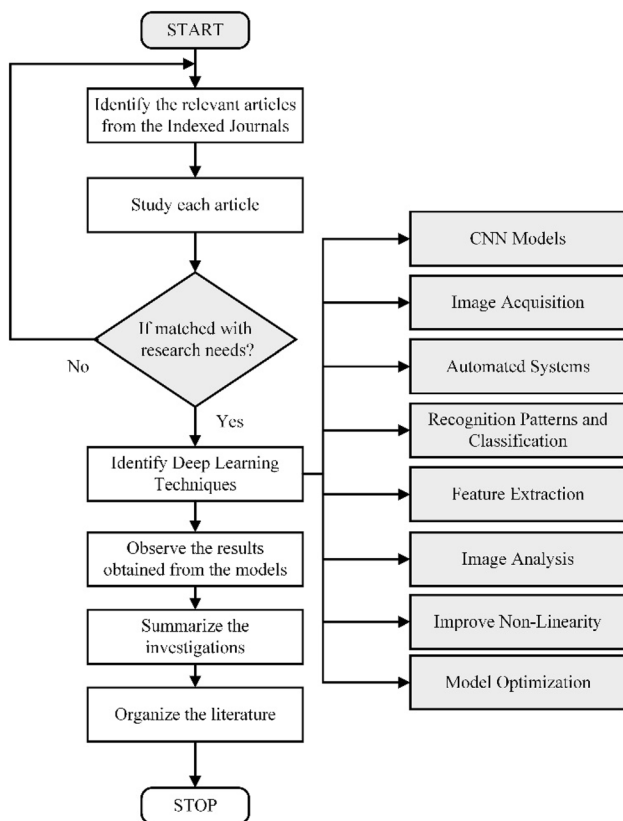 START
Identify the relevant articles
from the Indexed Journals
Study each article
If matched with
research needs?
No
Yes
Identify Deep Learning
Techniques
Observe the results
obtained from the models
Summarize the
investigations
Organize the literature
STOP
CNN Models
Image Acquisition
Automated Systems
Recognition Patterns and
Classification
Feature Extraction
Image Analysis
Improve Non-Linearity
Model Optimization